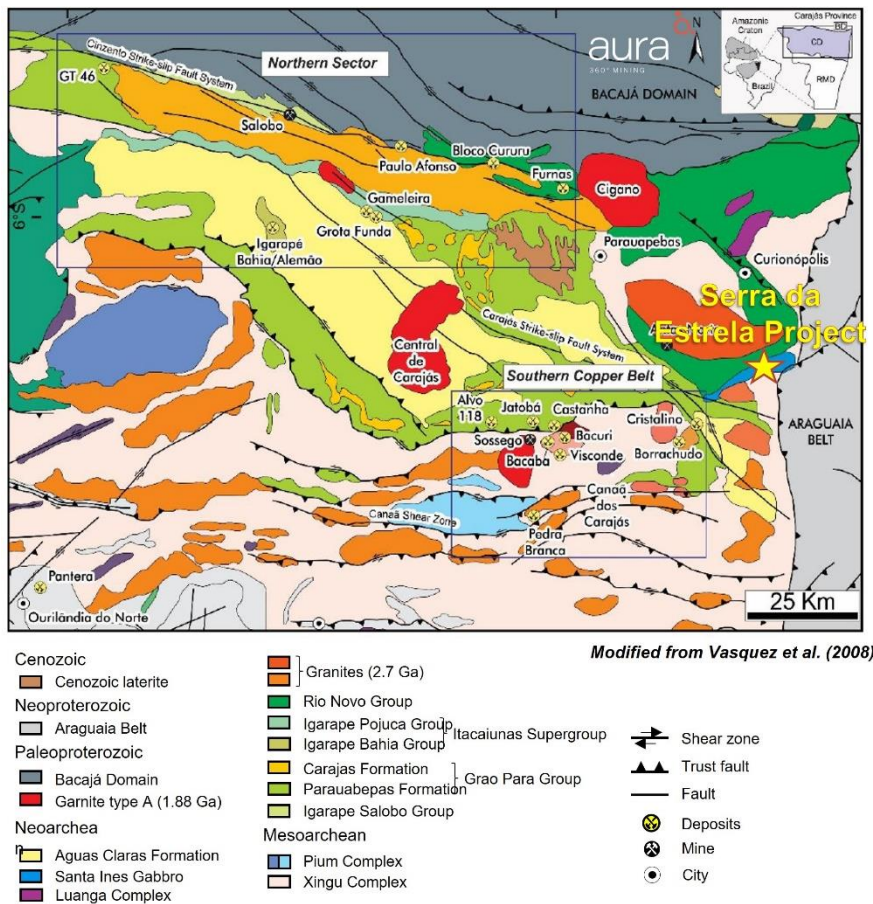 aura
360° MINING
N
Amazonic
Craton
Brazil
Carajás Province
BD
CD
RMD
Cinzento Strike-slip Fault System
Northern Sector
BACAJÁ DOMAIN
GT 46
Salobo
Paulo Afonso
Bloco Cururu
Furnas
Cigano
Gameleira
Grota Funda
Igarapé
Bahia/Alemão
6°S
Parauapebas
Curionópolis
Serra da
Estrela Project
Carajás Strike-slip Fault System
Central
de
Carajás
Southern Copper Belt
Alvo
118
Jatobá
Castanha
Cristalino
Sossego
Bacuri
Bacaba
Visconde
Borrachudo
ARAGUAIA
BELT
Canaã
dos
Carajás
Canaã Shear Zone
Pedra
Branca
Pantera
Ourilândia do Norte
25 Km
Modified from Vasquez et al. (2008)
Cenozoic
Cenozoic laterite
Neoproterozoic
Araguaia Belt
Paleoproterozoic
Bacajá Domain
Garnite type A (1.88 Ga)
Neoarchea
n
Aguas Claras Formation
Santa Ines Gabbro
Luanga Complex
Granites (2.7 Ga)
Rio Novo Group
Igarape Pojuca Group
Igarape Bahia Group
Itacaiunas Supergroup
Carajas Formation
Parauabepas Formation
Grao Para Group
Igarape Salobo Group
Mesoarchean
Pium Complex
Xingu Complex
Shear zone
Trust fault
Fault
Deposits
Mine
City